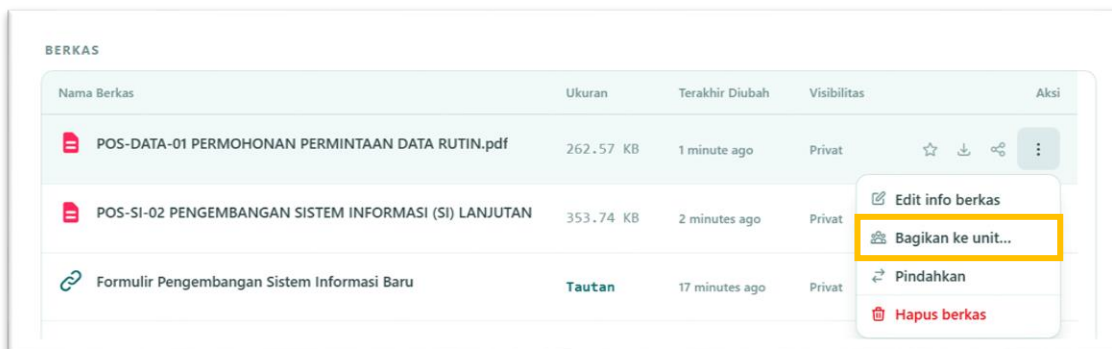 BERKAS
Nama Berkas Ukuran Terakhir Diubah Visibilitas Aksi
POS-DATA-01 PERMOHONAN PERMINTAAN DATA RUTIN.pdf 262.57 KB 1 minute ago Privat
Edit info berkas
POS-SI-02 PENGEMBANGAN SISTEM INFORMASI (SI) LANJUTAN 353.74 KB 2 minutes ago Privat
Bagikan ke unit...
Pindahkan
Formulir Pengembangan Sistem Informasi Baru Tautan 17 minutes ago Privat
Hapus berkas